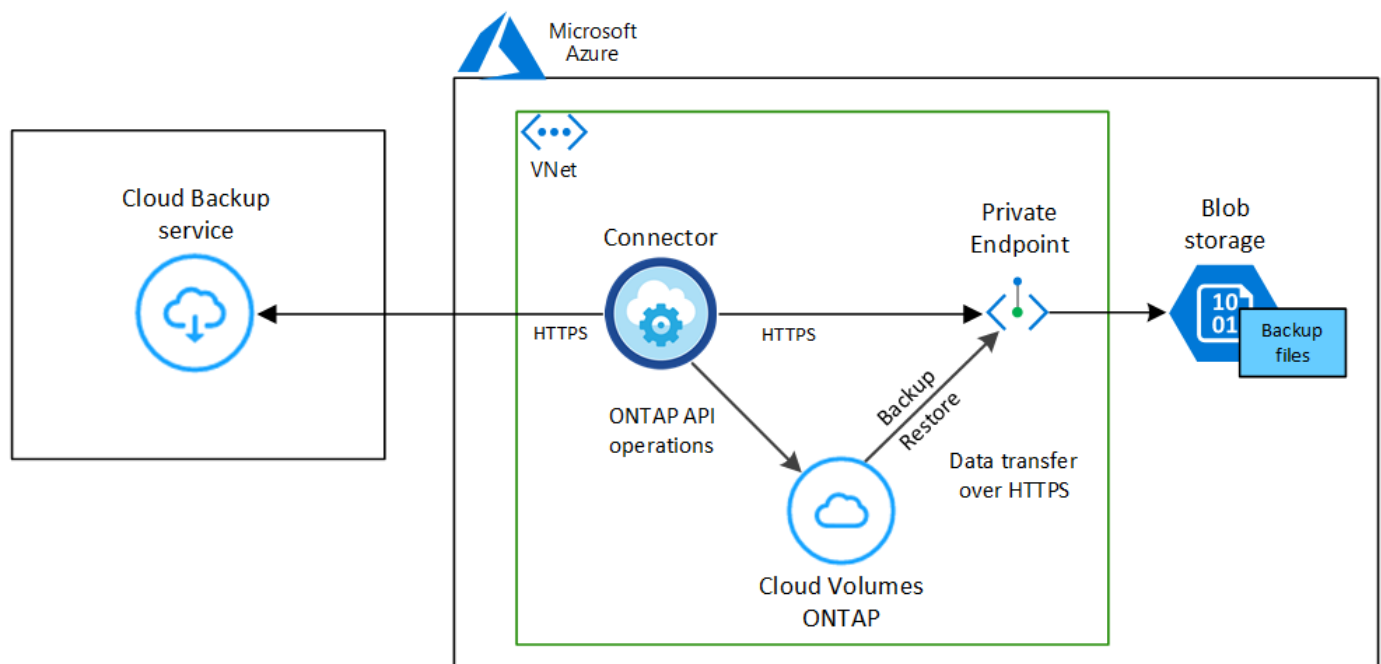 Microsoft
Azure
VNet
Cloud Backup
service
Connector
Private
Endpoint
Blob
storage
HTTPS
HTTPS
10
01
Backup
files
ONTAP API
operations
Backup
Restore
Data transfer
over HTTPS
Cloud Volumes
ONTAP